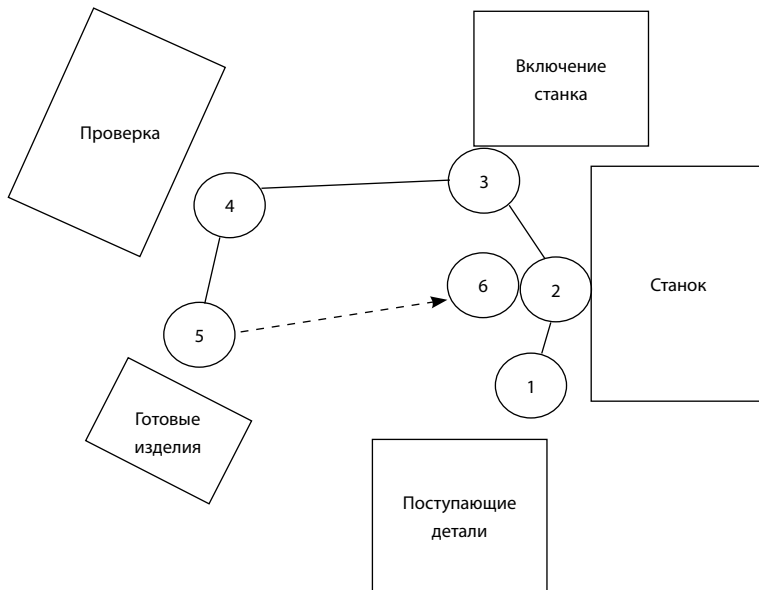 Включение
станка
Проверка
3
4
6
2
Станок
5
1
Готовые
изделия
Поступающие
детали